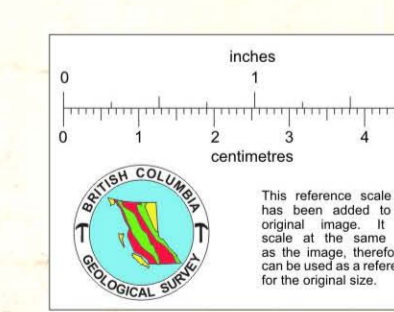 inches
0 1
0 1 2 3 4
centimetres
BRITISH COLUMBIA
GEOLOGICAL SURVEY
This reference scale
has been added to
original image. It
scale at the same
as the image, therefo
can be used as a refere
for the original size.